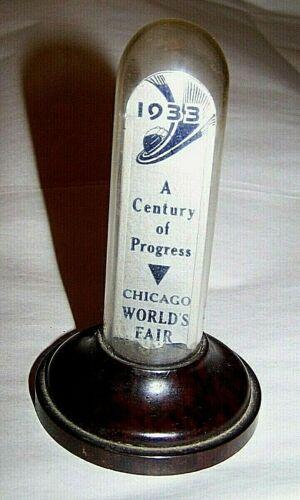 1933
A
Century
of
Progress
CHICAGO
WORLD'S
FAIR